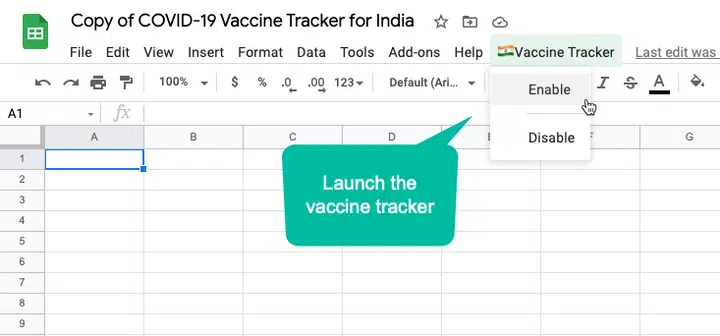 Copy of COVID-19 Vaccine Tracker for India
File Edit View Insert Format Data Tools Add-ons Help Vaccine Tracker Last edit was
100% $ % .0 .00 123 Default (Ari... I S A
Enable
Disable
A1 fx
A B C D E F G
1
2
3
4
5
6
7
8
9
Launch the
vaccine tracker